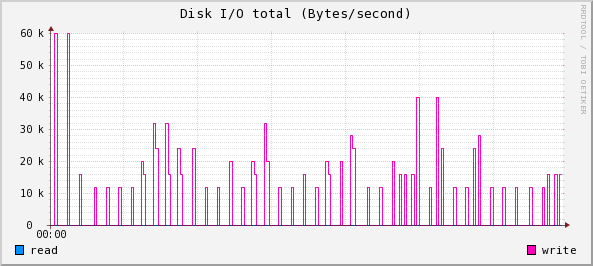 Disk I/O total (Bytes/second)
RRDTOOL / TOBI OETIKER
60 k
50 k
40 k
30 k
20 k
10 k
0
00:00
read
write